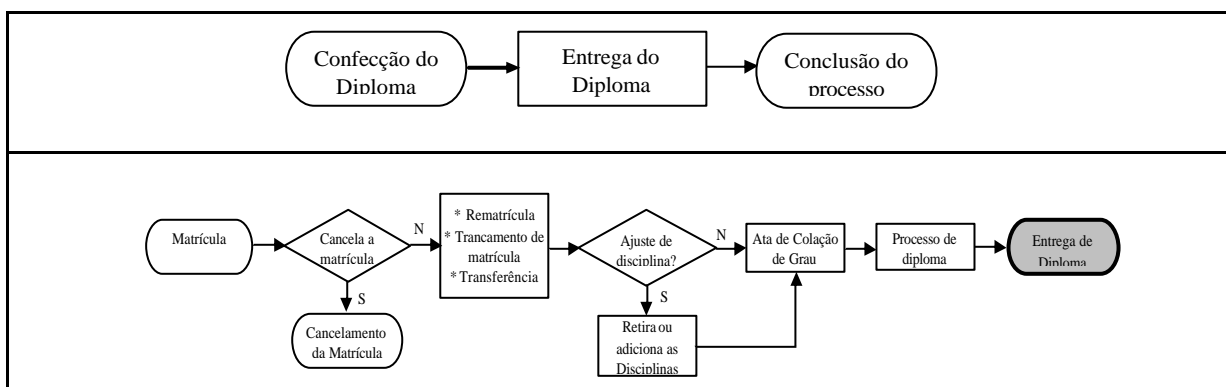 Confecção do
Diploma
Entrega do
Diploma
Conclusão do
processo
Matrícula
Cancela a
matrícula?
N
S
Cancelamento
da Matrícula
* Rematrícula
* Trancamento de
matrícula
* Transferência
Ajuste de
disciplina?
N
S
Retira ou
adiciona as
Disciplinas
Ata de Colação
de Grau
Processo de
diploma
Entrega de
Diploma